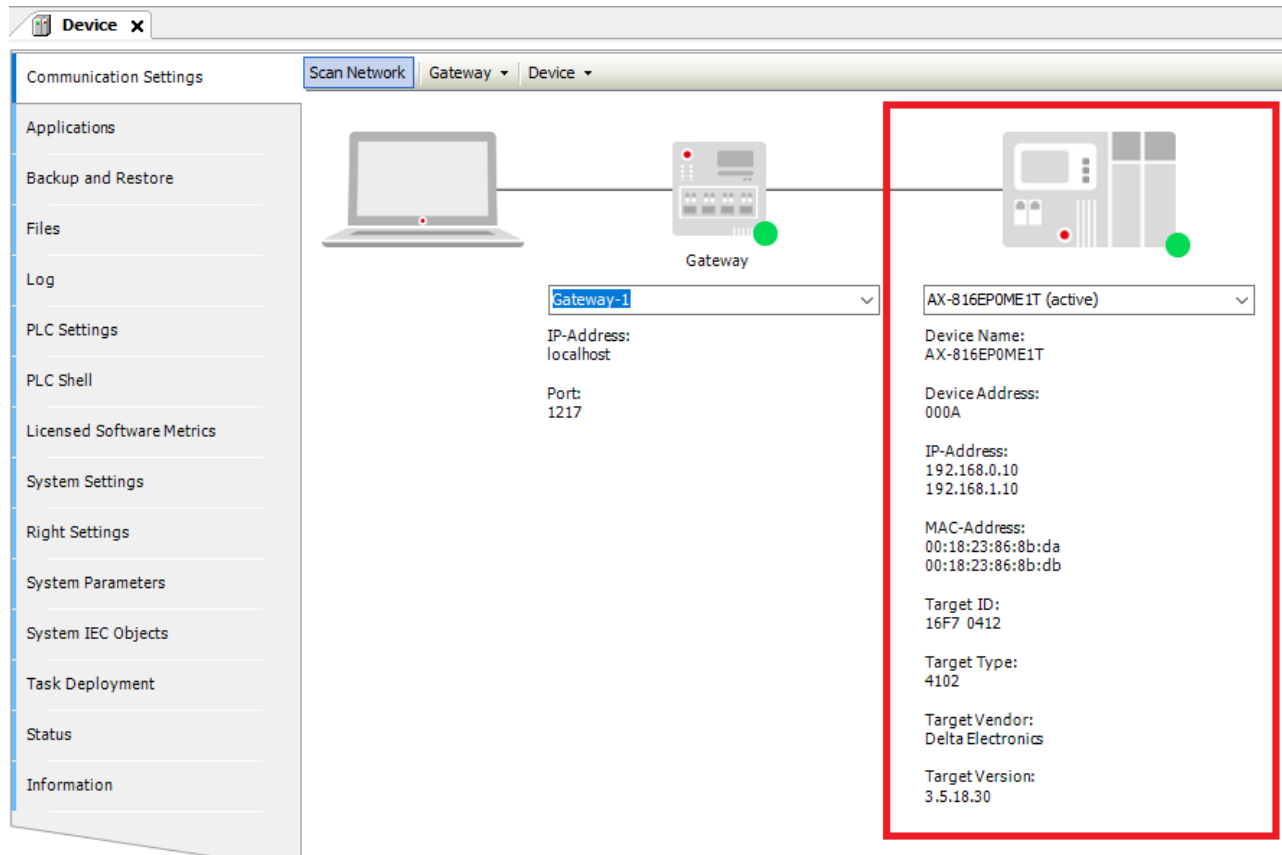 Device
Communication Settings
Applications
Backup and Restore
Files
Log
PLC Settings
PLC Shell
Licensed Software Metrics
System Settings
Right Settings
System Parameters
System IEC Objects
Task Deployment
Status
Information
Scan Network
Gateway
Device
Gateway
Gateway-1
IP-Address:
localhost
Port:
1217
AX-816EP0ME1T (active)
Device Name:
AX-816EP0ME1T
Device Address:
000A
IP-Address:
192.168.0.10
192.168.1.10
MAC-Address:
00:18:23:86:8b:da
00:18:23:86:8b:db
Target ID:
16F7 0412
Target Type:
4102
Target Vendor:
Delta Electronics
Target Version:
3.5.18.30